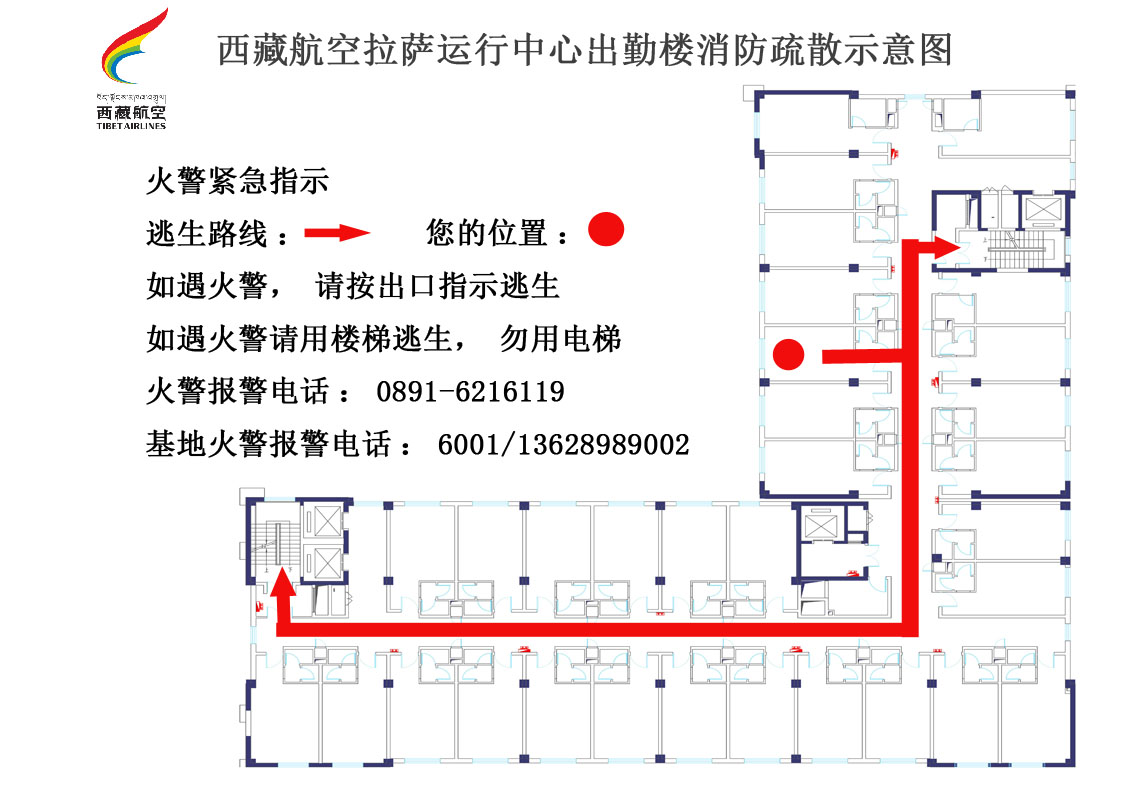 西藏航空拉萨运行中心出勤楼消防疏散示意图
西藏航空
TIBET AIRLINES
火警紧急指示
逃生路线： 您的位置：
如遇火警， 请按出口指示逃生
如遇火警请用楼梯逃生， 勿用电梯
火警报警电话： 0891-6216119
基地火警报警电话： 6001/13628989002
上
下
上
下